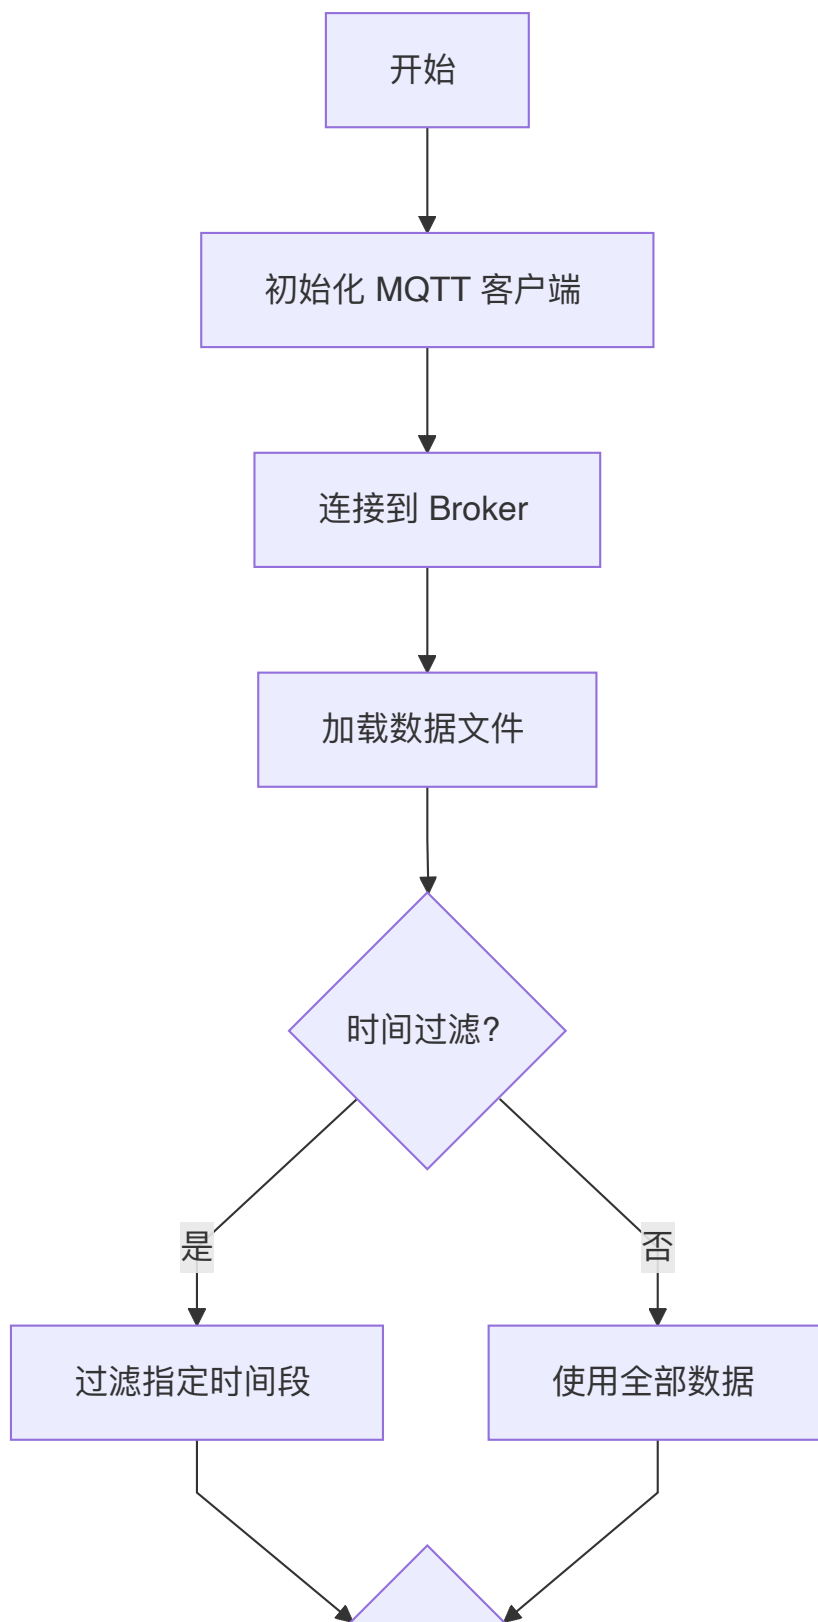 开始
初始化 MQTT 客户端
连接到 Broker
加载数据文件
时间过滤?
是
否
过滤指定时间段
使用全部数据